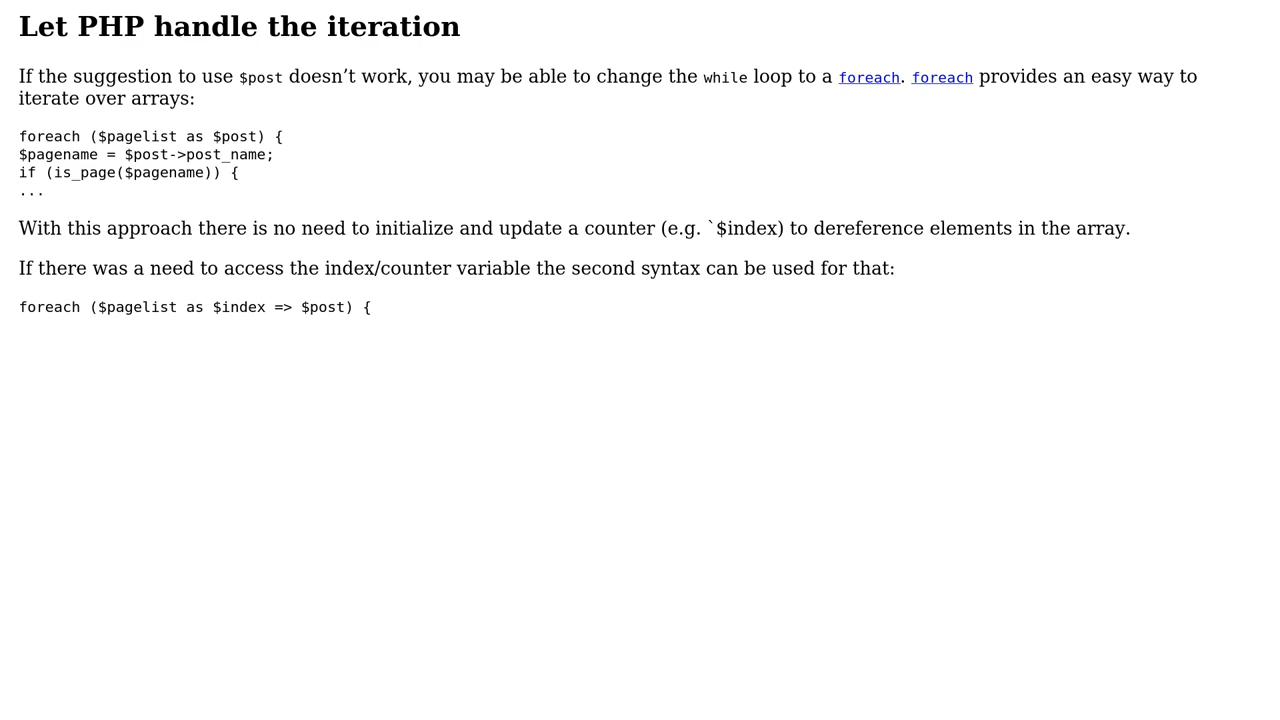 Let PHP handle the iteration
If the suggestion to use $post doesn’t work, you may be able to change the while loop to a foreach. foreach provides an easy way to
iterate over arrays:
foreach ($pagelist as $post) {
$pagename = $post->post_name;
if (is_page($pagename)) {
...
With this approach there is no need to initialize and update a counter (e.g. `$index) to dereference elements in the array.
If there was a need to access the index/counter variable the second syntax can be used for that:
foreach ($pagelist as $index => $post) {